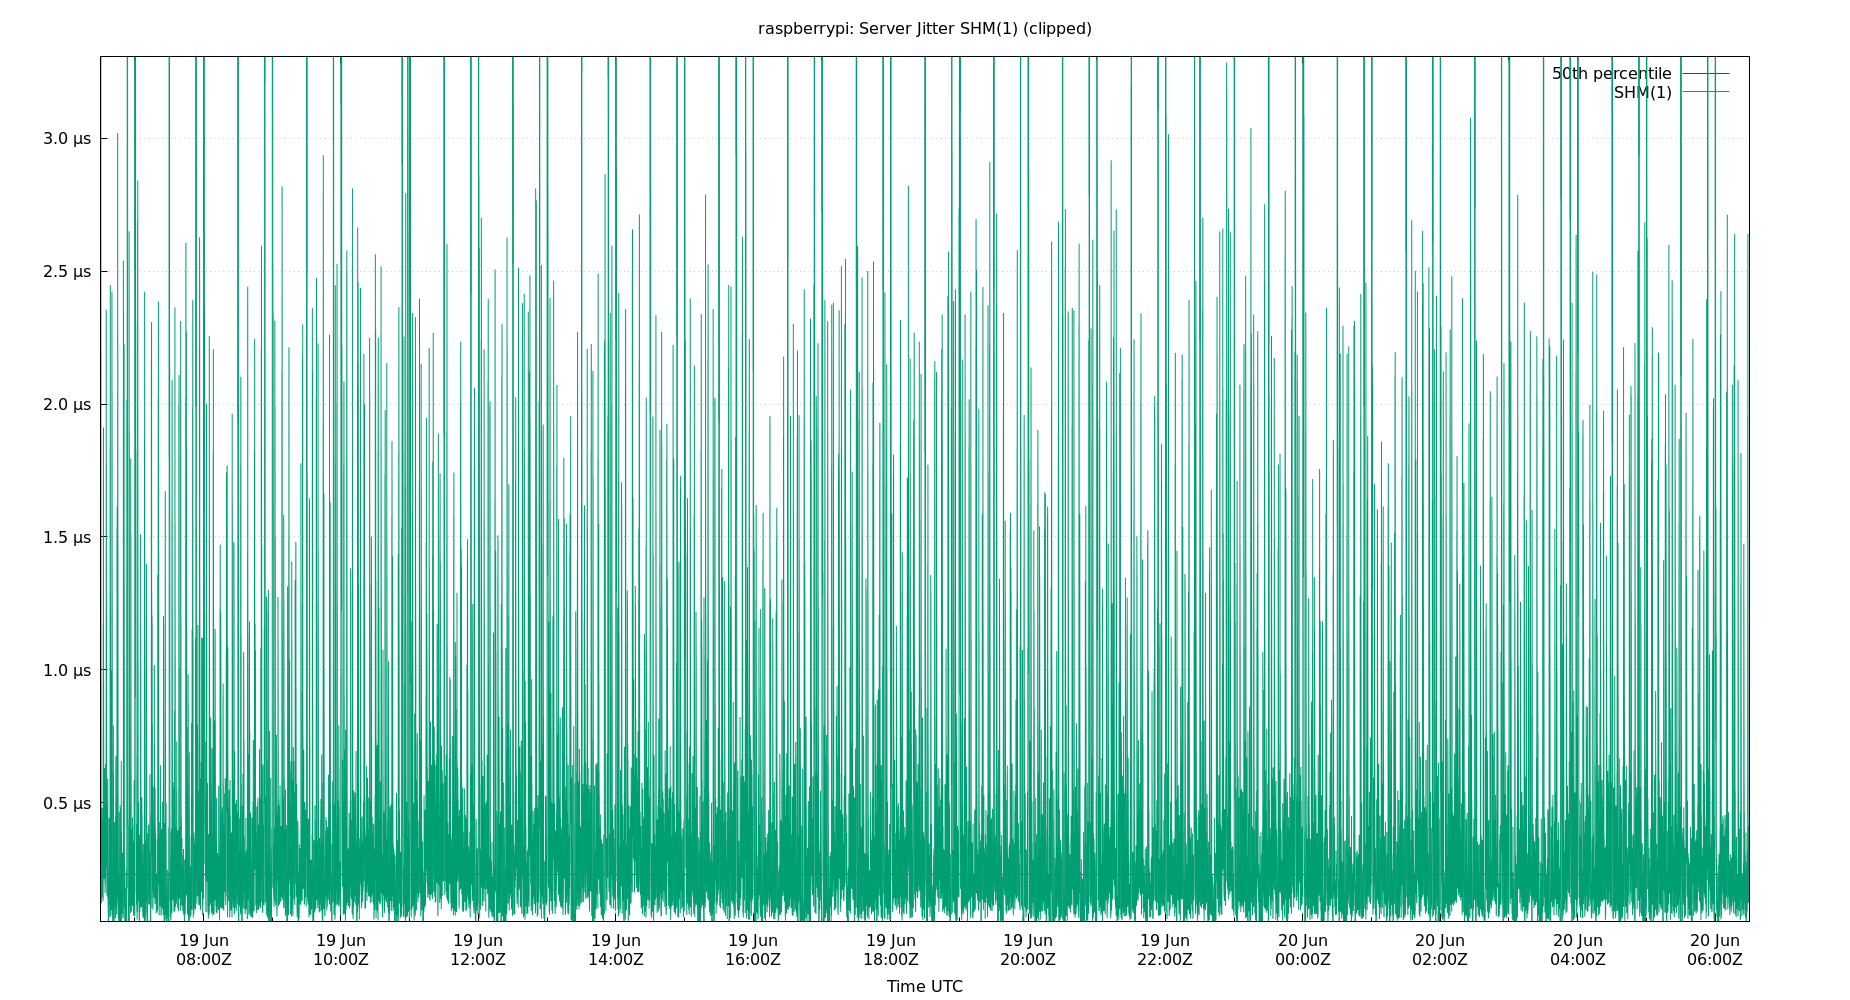 raspberrypi: Server Jitter SHM(1) (clipped)
50th percentile
SHM(1)
3.0 μs
2.5 μs
2.0 μs
1.5 μs
1.0 μs
0.5 μs
19 Jun 19 Jun 19 Jun 19 Jun 19 Jun 19 Jun 19 Jun 19 Jun 20 Jun 20 Jun 20 Jun 20 Jun
08:00Z 10:00Z 12:00Z 14:00Z 16:00Z 18:00Z 20:00Z 22:00Z 00:00Z 02:00Z 04:00Z 06:00Z
Time UTC